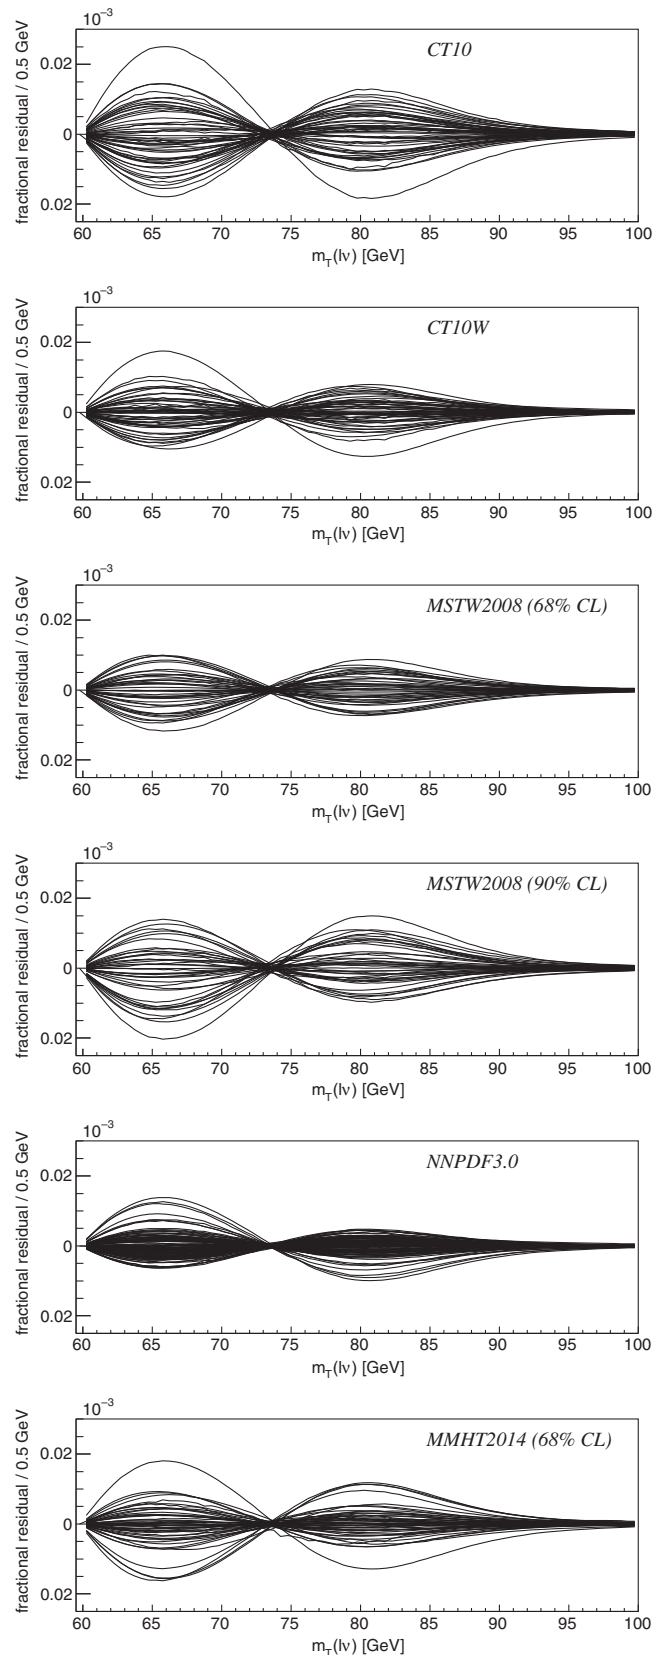 10⁻³
CT10
0.02
0
0.02
fractional residual / 0.5 GeV
60 65 70 75 80 85 90 95 100
m_T(lν) [GeV]
10⁻³
CT10W
0.02
0
0.02
fractional residual / 0.5 GeV
60 65 70 75 80 85 90 95 100
m_T(lν) [GeV]
10⁻³
MSTW2008 (68% CL)
0.02
0
0.02
fractional residual / 0.5 GeV
60 65 70 75 80 85 90 95 100
m_T(lν) [GeV]
10⁻³
MSTW2008 (90% CL)
0.02
0
0.02
fractional residual / 0.5 GeV
60 65 70 75 80 85 90 95 100
m_T(lν) [GeV]
10⁻³
NNPDF3.0
0.02
0
0.02
fractional residual / 0.5 GeV
60 65 70 75 80 85 90 95 100
m_T(lν) [GeV]
10⁻³
MMHT2014 (68% CL)
0.02
0
0.02
fractional residual / 0.5 GeV
60 65 70 75 80 85 90 95 100
m_T(lν) [GeV]